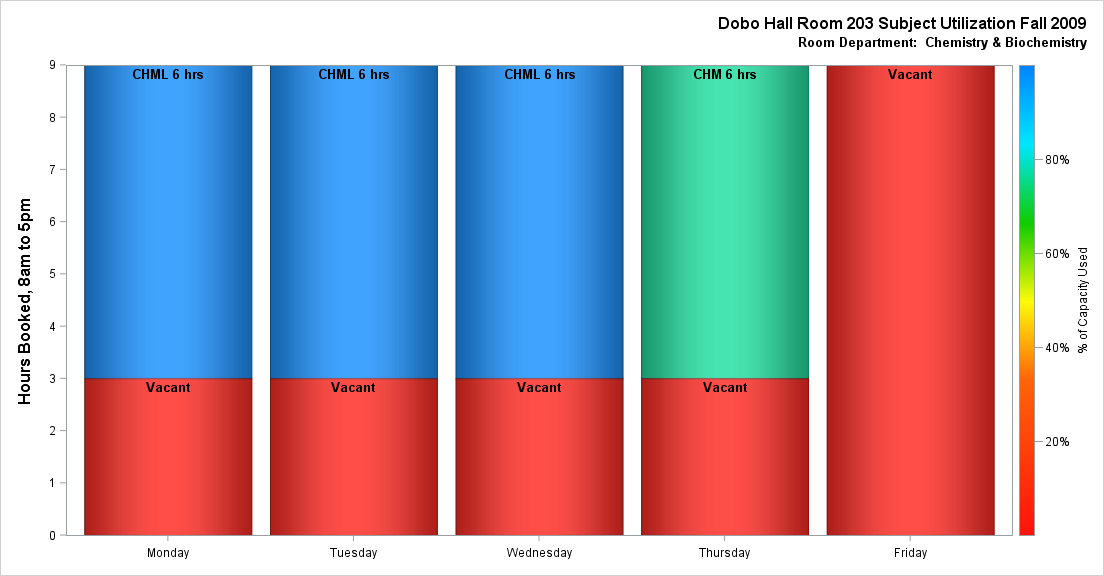 Dobo Hall Room 203 Subject Utilization Fall 2009
Room Department:  Chemistry & Biochemistry
Hours Booked, 8am to 5pm
9
8
7
6
5
4
3
2
1
0
CHML 6 hrs
CHML 6 hrs
CHML 6 hrs
CHM 6 hrs
Vacant
Vacant
Vacant
Vacant
Vacant
Monday
Tuesday
Wednesday
Thursday
Friday
80%
60%
40%
20%
% of Capacity Used